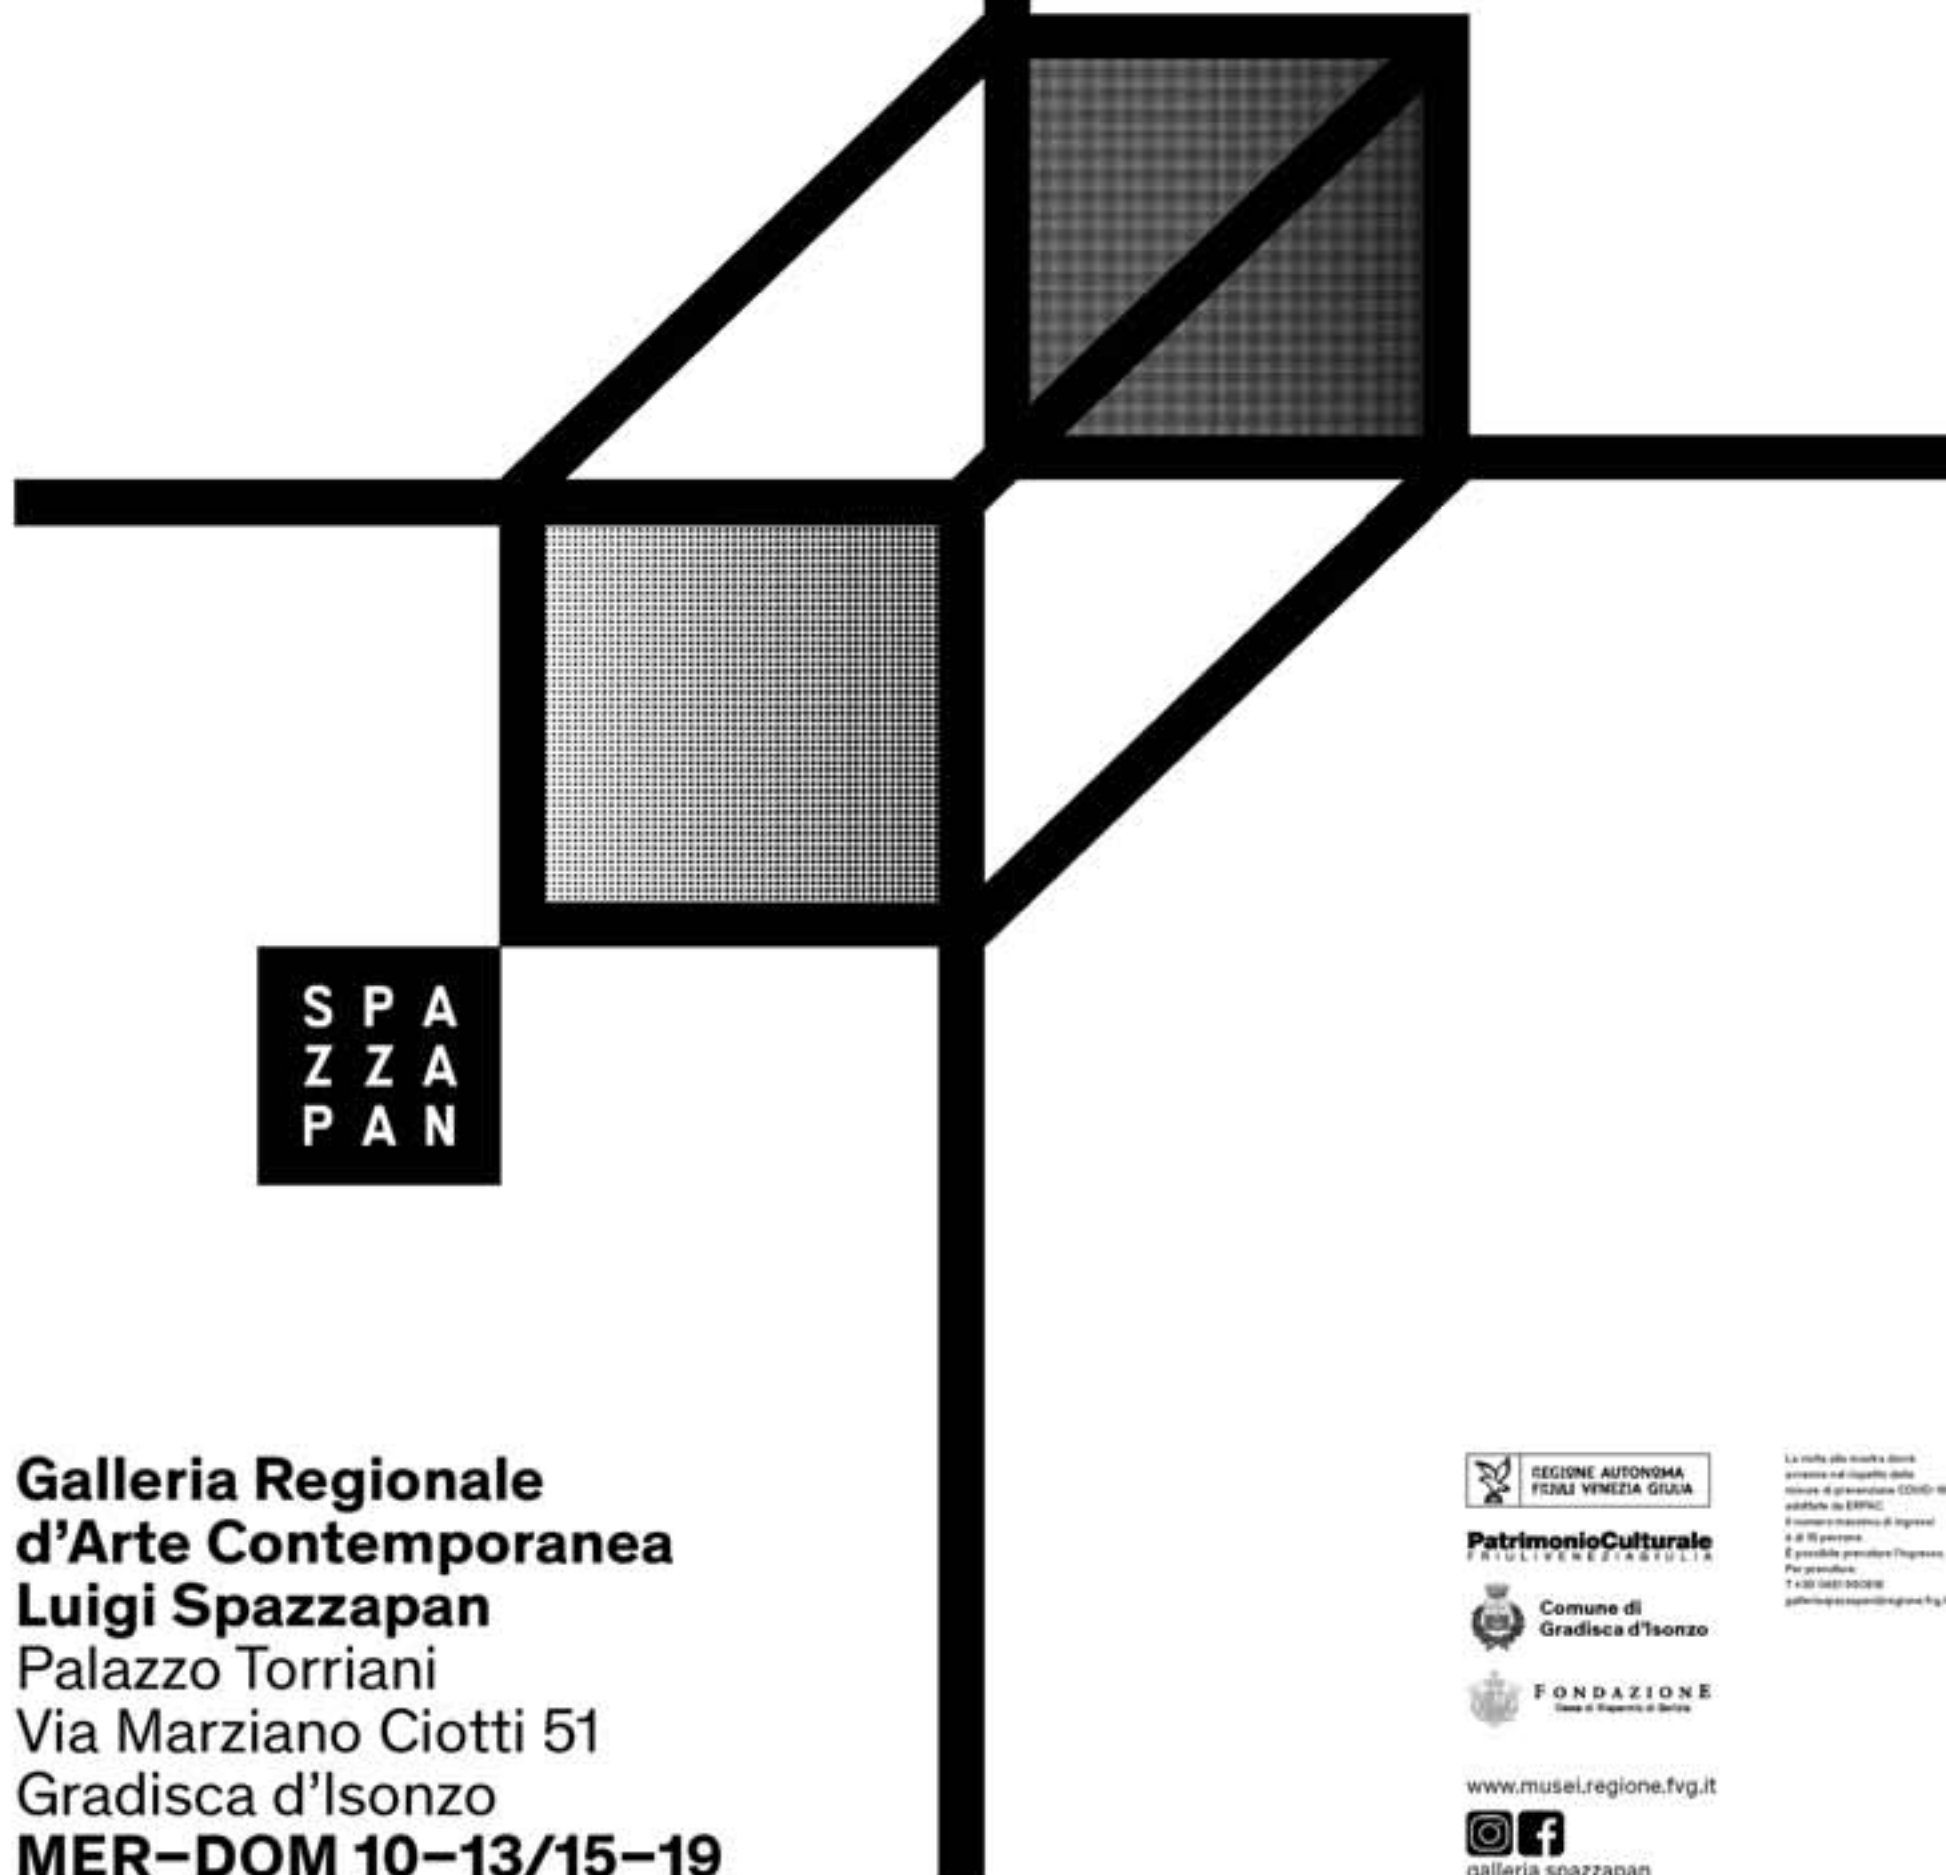 S P A
Z Z A
P A N
Galleria Regionale
d'Arte Contemporanea
Luigi Spazzapan
Palazzo Torriani
Via Marziano Ciotti 51
Gradisca d'Isonzo
MER–DOM 10–13/15–19
REGIONE AUTONOMA
FRIULI VENEZIA GIULIA
PatrimonioCulturale
FRIULIVENEZIAGIULIA
Comune di
Gradisca d'Isonzo
FONDAZIONE
www.musei.regione.fvg.it
galleria spazzapan